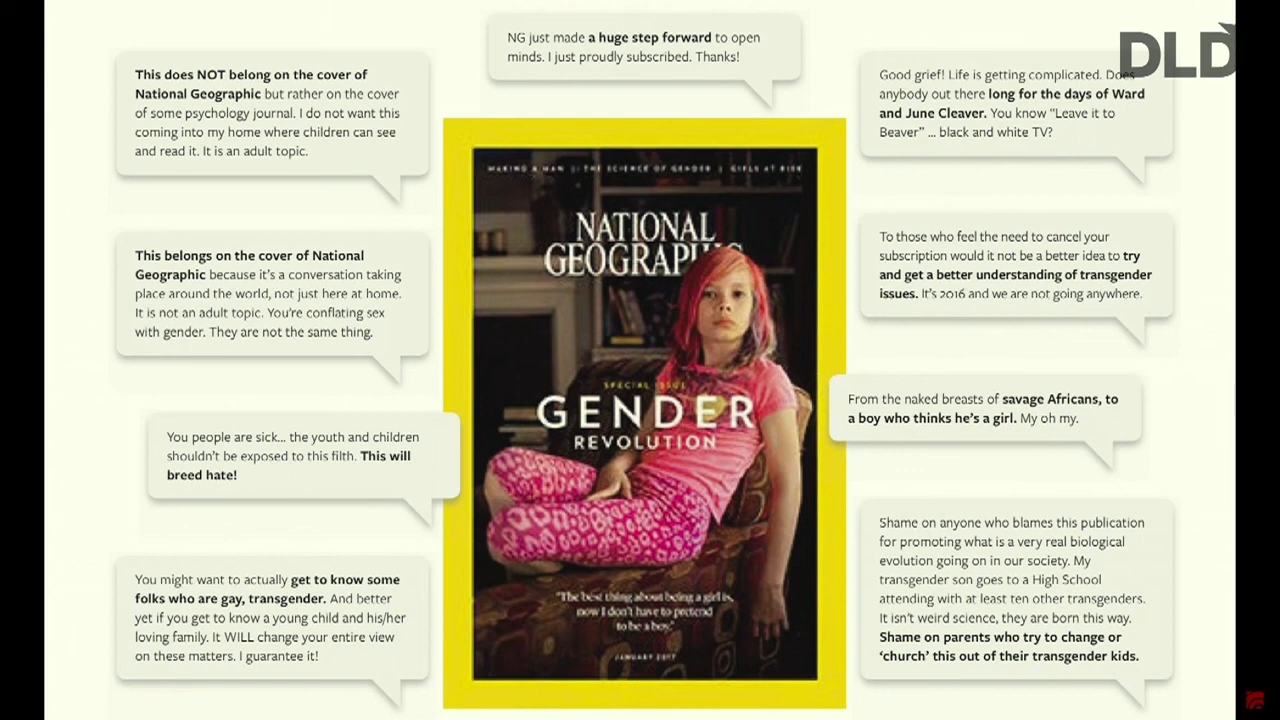 NG just made a huge step forward to open
minds. I just proudly subscribed. Thanks!
DLD
This does NOT belong on the cover of
National Geographic but rather on the cover
of some psychology journal. I do not want this
coming into my home where children can see
and read it. It is an adult topic.
This belongs on the cover of National
Geographic because it's a conversation taking
place around the world, not just here at home.
It is not an adult topic. You're conflating sex
with gender. They are not the same thing.
You people are sick... the youth and children
shouldn't be exposed to this filth. This will
breed hate!
You might want to actually get to know some
folks who are gay, transgender. And better
yet if you get to know a young child and his/her
loving family. It WILL change your entire view
on these matters. I guarantee it!
MAKING A MAN | THE SCIENCE OF GENDER | GIRLS AT RISK
NATIONAL
GEOGRAPHIC
SPECIAL ISSUE
GENDER
REVOLUTION
"The best thing about being a girl is,
now I don't have to pretend
to be a boy."
JANUARY 2017
Good grief! Life is getting complicated. Does
anybody out there long for the days of Ward
and June Cleaver. You know "Leave it to
Beaver" ... black and white TV?
To those who feel the need to cancel your
subscription would it not be a better idea to try
and get a better understanding of transgender
issues. It's 2016 and we are not going anywhere.
From the naked breasts of savage Africans, to
a boy who thinks he's a girl. My oh my.
Shame on anyone who blames this publication
for promoting what is a very real biological
evolution going on in our society. My
transgender son goes to a High School
attending with at least ten other transgenders.
It isn't weird science, they are born this way.
Shame on parents who try to change or
'church' this out of their transgender kids.